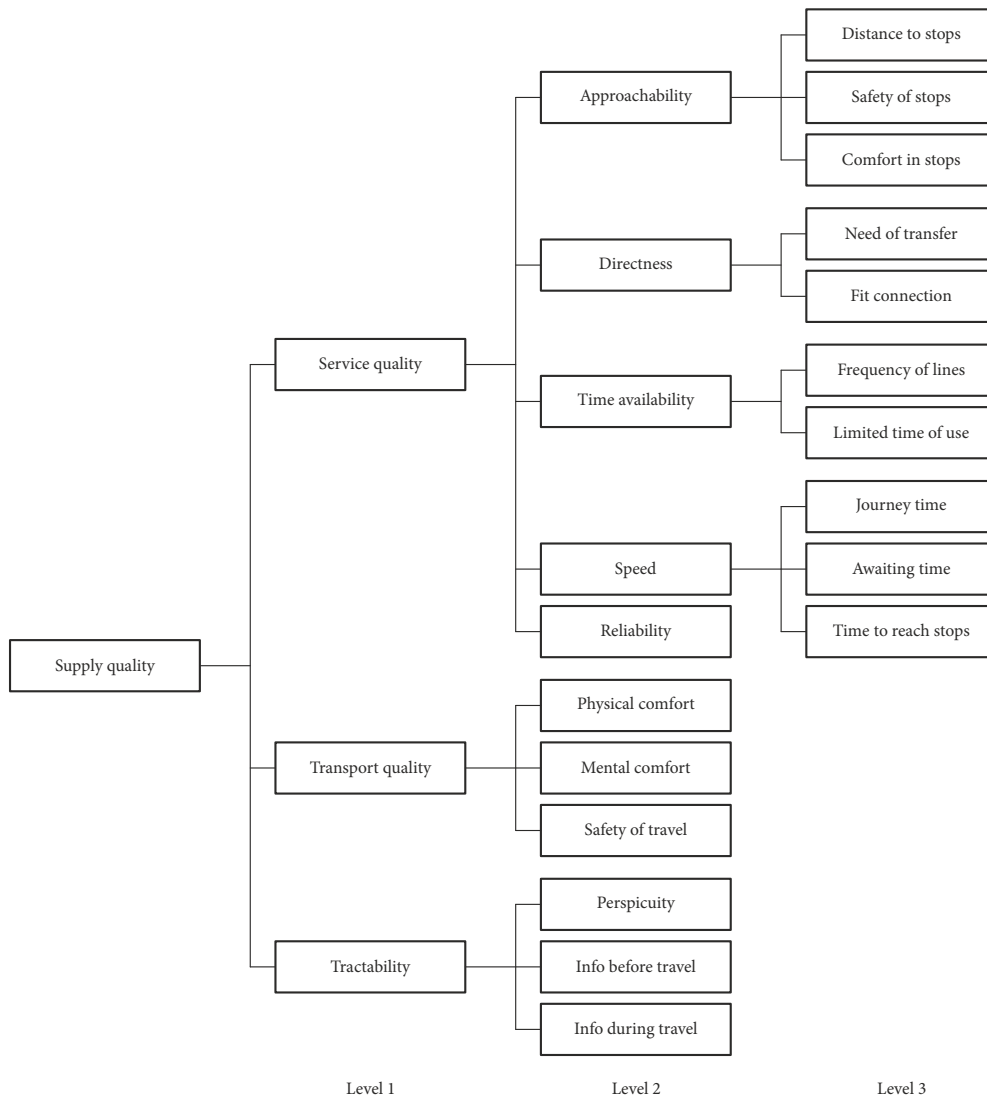 Distance to stops
Approachability
Safety of stops
Comfort in stops
Need of transfer
Directness
Fit connection
Service quality
Frequency of lines
Time availability
Limited time of use
Journey time
Speed
Awaiting time
Reliability
Time to reach stops
Supply quality
Physical comfort
Transport quality
Mental comfort
Safety of travel
Perspicuity
Tractability
Info before travel
Info during travel
Level 1
Level 2
Level 3